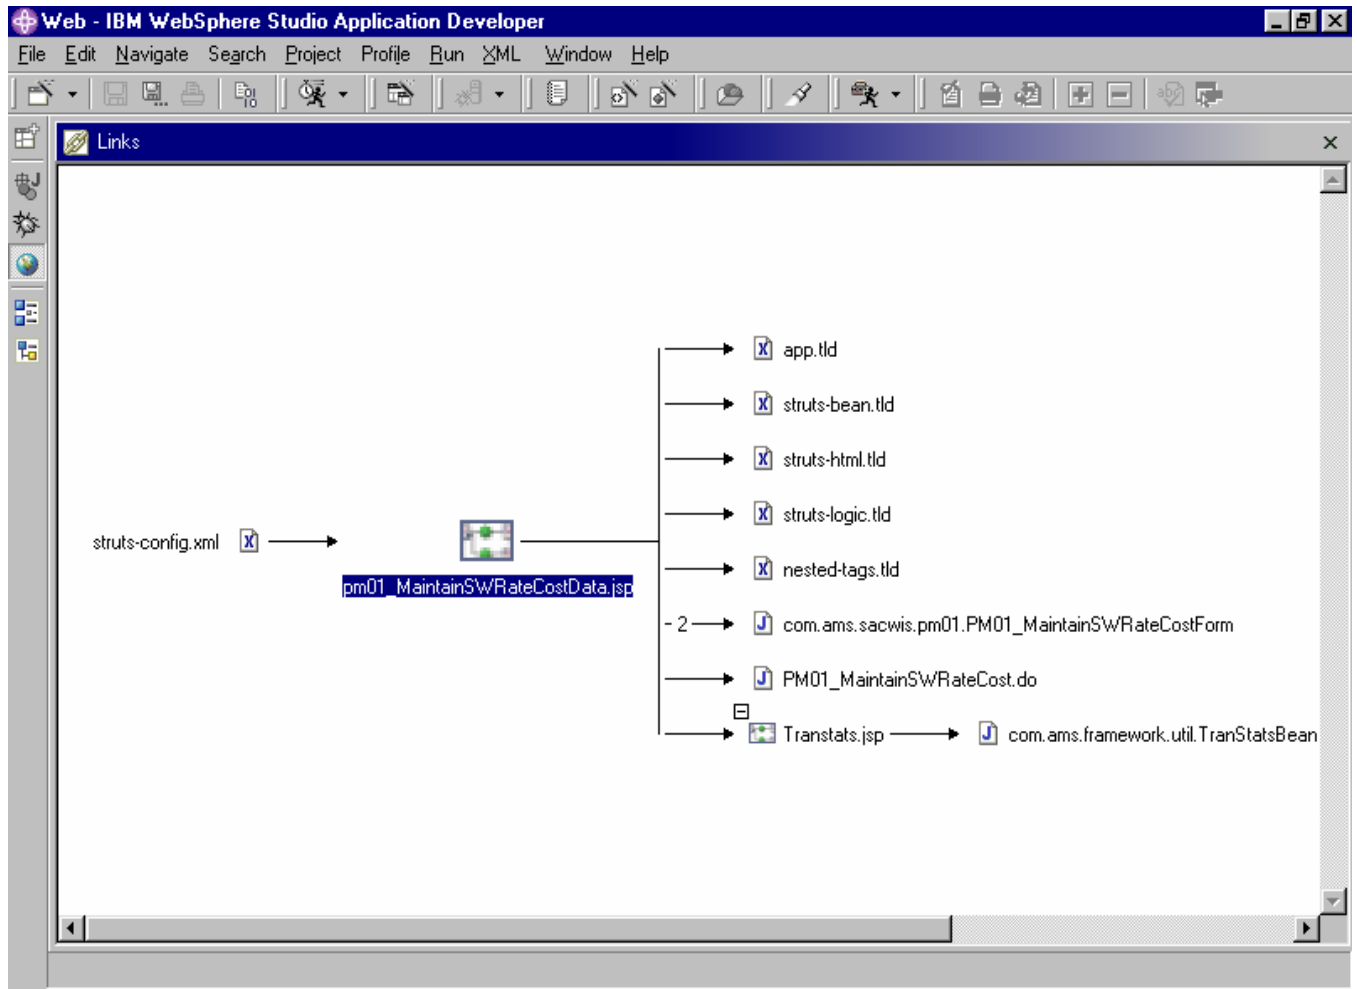 Web - IBM WebSphere Studio Application Developer
File Edit Navigate Search Project Profile Run XML Window Help
Links
app.tld
struts-bean.tld
struts-html.tld
struts-logic.tld
struts-config.xml
pm01_MaintainSWRateCostData.jsp
nested-tags.tld
2 com.ams.sacwis.pm01.PM01_MaintainSWRateCostForm
PM01_MaintainSWRateCost.do
Transtats.jsp com.ams.framework.util.TranStatsBean